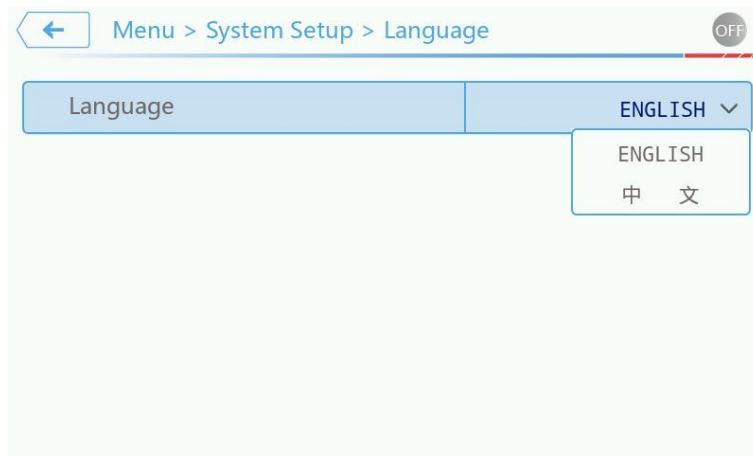 Menu > System Setup > Language
OFF
Language
ENGLISH
ENGLISH
中 文